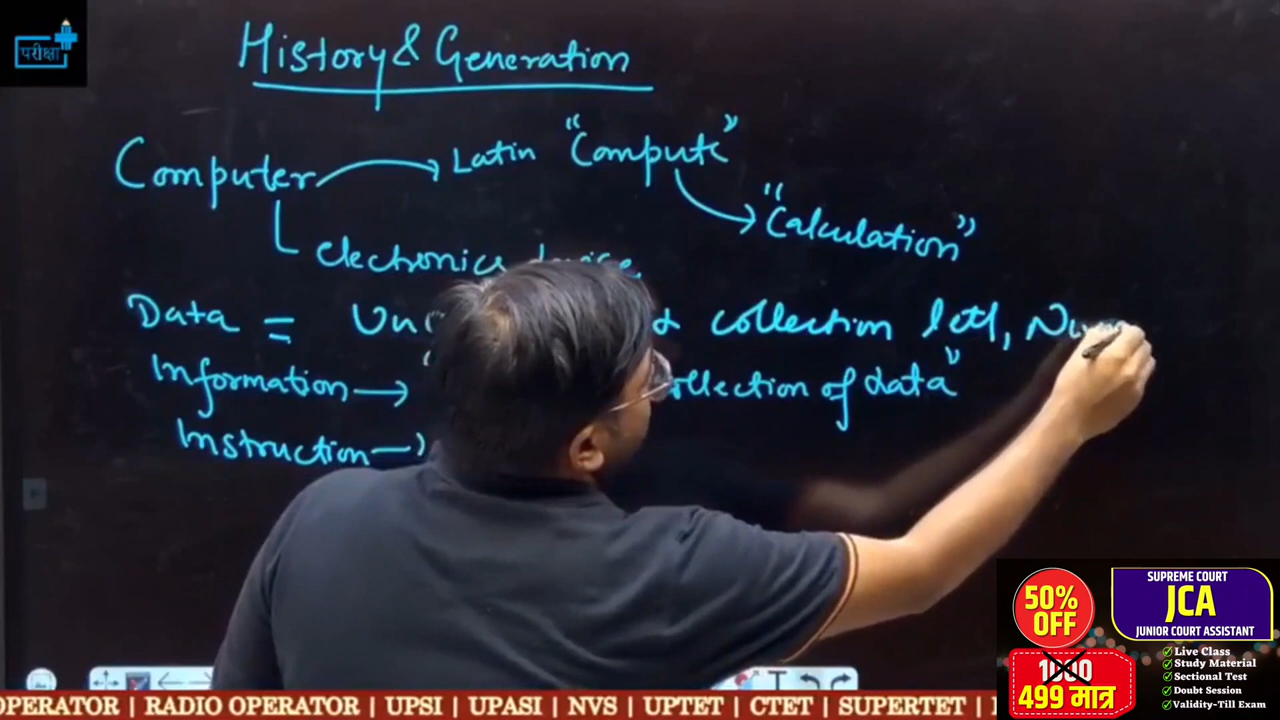 परीक्षा
History & Generation
Computer
Latin "Compute"
"Calculation"
electronics
Data =
collection
Information →
collection of data"
Instruction →
50%
OFF
SUPREME COURT
JCA
JUNIOR COURT ASSISTANT
1000
499 मात्र
Live Class
Study Material
Sectional Test
Doubt Session
Validity-Till Exam
OPERATOR | RADIO OPERATOR | UPSI | UPASI | NVS | UPTET | CTET | SUPERTET |